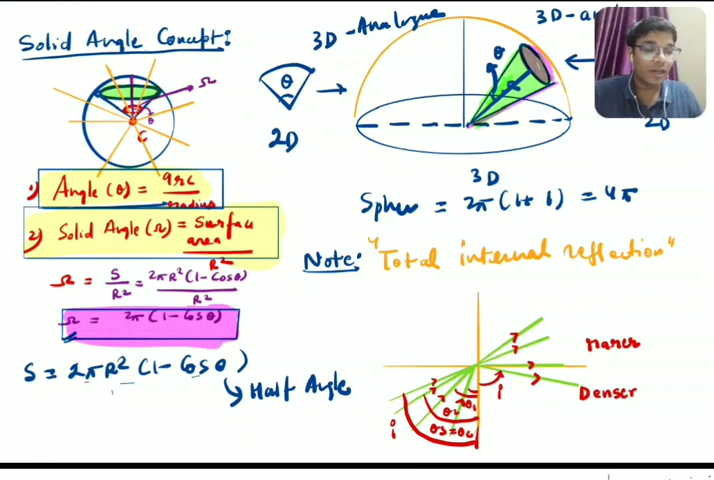 Solid Angle Concept:
3D-Analogue
3D-an
θ
Ω
θ
θ
C
2D
2D
3D
1) Angle (θ) = arc
radius
Sphere = 2π(1+1) = 4π
2) Solid Angle (Ω) = Surface
area
R²
Note: "Total internal reflection"
Ω = S/R² = 2πR²(1-Cosθ)/R²
Ω = 2π(1-Cosθ)
S = 2πR²(1-Cosθ)
Half Angle
Rarer
Denser
θ1
θ2
θ3=θc
i
i